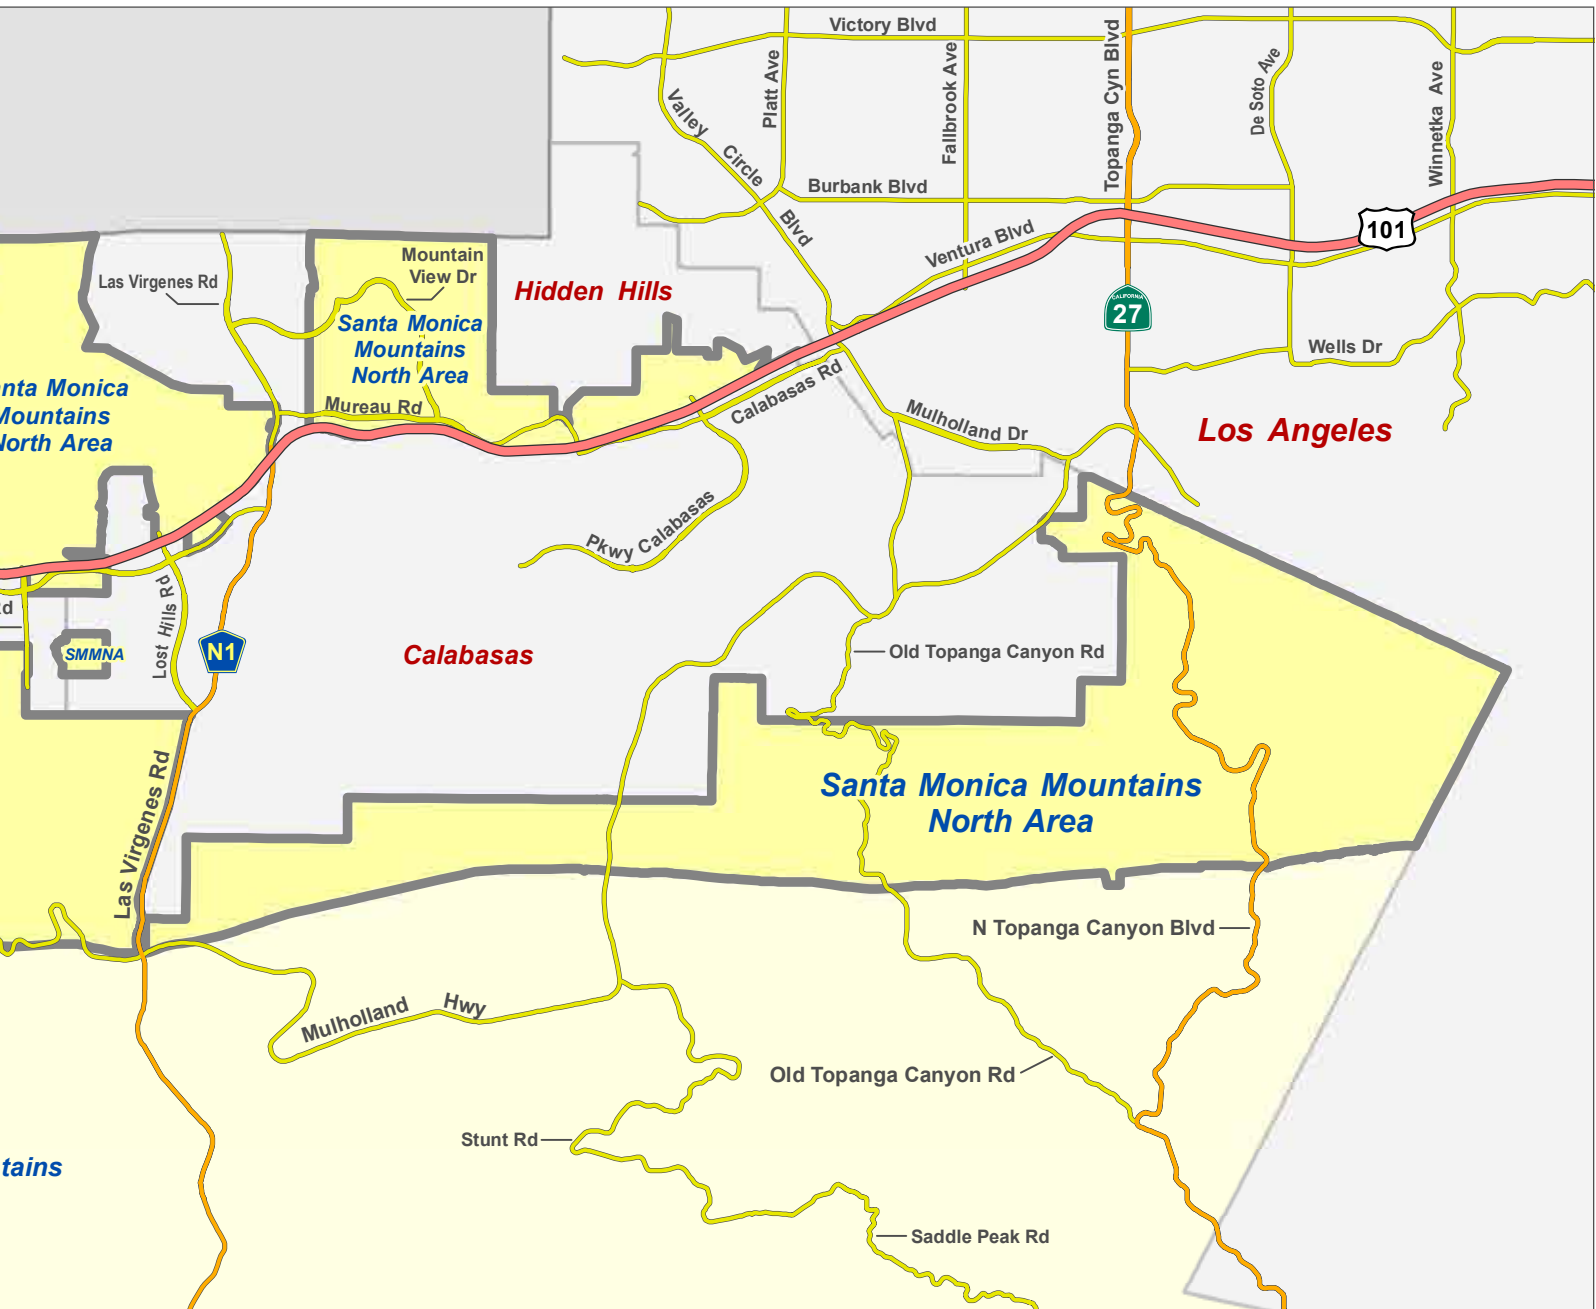 Victory Blvd
Platt Ave
Fallbrook Ave
Topanga Cyn Blvd
De Soto Ave
Winnetka Ave
Valley Circle Blvd
Burbank Blvd
Ventura Blvd
101
Las Virgenes Rd
Mountain
View Dr
Hidden Hills
CALIFORNIA
27
Santa Monica
Mountains
North Area
Wells Dr
nta Monica
Mountains
North Area
Mureau Rd
Calabasas Rd
Mulholland Dr
Los Angeles
Pkwy Calabasas
Lost Hills Rd
Rd
SMMNA
N1
Calabasas
Old Topanga Canyon Rd
Las Virgenes Rd
Santa Monica Mountains
North Area
N Topanga Canyon Blvd
Mulholland Hwy
Old Topanga Canyon Rd
Stunt Rd
tains
Saddle Peak Rd